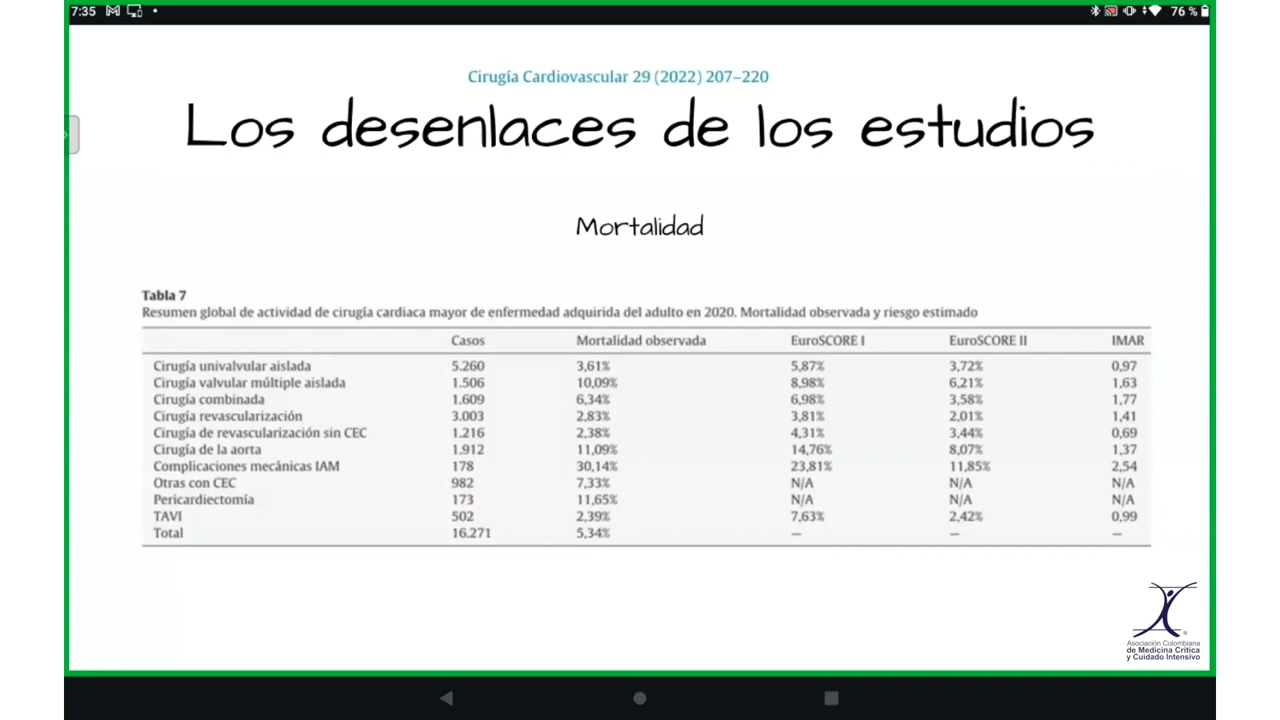 7:35 76 %
Cirugía Cardiovascular 29 (2022) 207–220
Los desenlaces de los estudios
Mortalidad
Tabla 7
Resumen global de actividad de cirugía cardiaca mayor de enfermedad adquirida del adulto en 2020. Mortalidad observada y riesgo estimado
Casos Mortalidad observada EuroSCORE I EuroSCORE II IMAR
Cirugía univalvular aislada 5.260 3,61% 5,87% 3,72% 0,97
Cirugía valvular múltiple aislada 1.506 10,09% 8,98% 6,21% 1,63
Cirugía combinada 1.609 6,34% 6,98% 3,58% 1,77
Cirugía revascularización 3.003 2,83% 3,81% 2,01% 1,41
Cirugía de revascularización sin CEC 1.216 2,38% 4,31% 3,44% 0,69
Cirugía de la aorta 1.912 11,09% 14,76% 8,07% 1,37
Complicaciones mecánicas IAM 178 30,14% 23,81% 11,85% 2,54
Otras con CEC 982 7,33% N/A N/A N/A
Pericardiectomía 173 11,65% N/A N/A N/A
TAVI 502 2,39% 7,63% 2,42% 0,99
Total 16.271 5,34% — — —
Asociación Colombiana
de Medicina Crítica
y Cuidado Intensivo